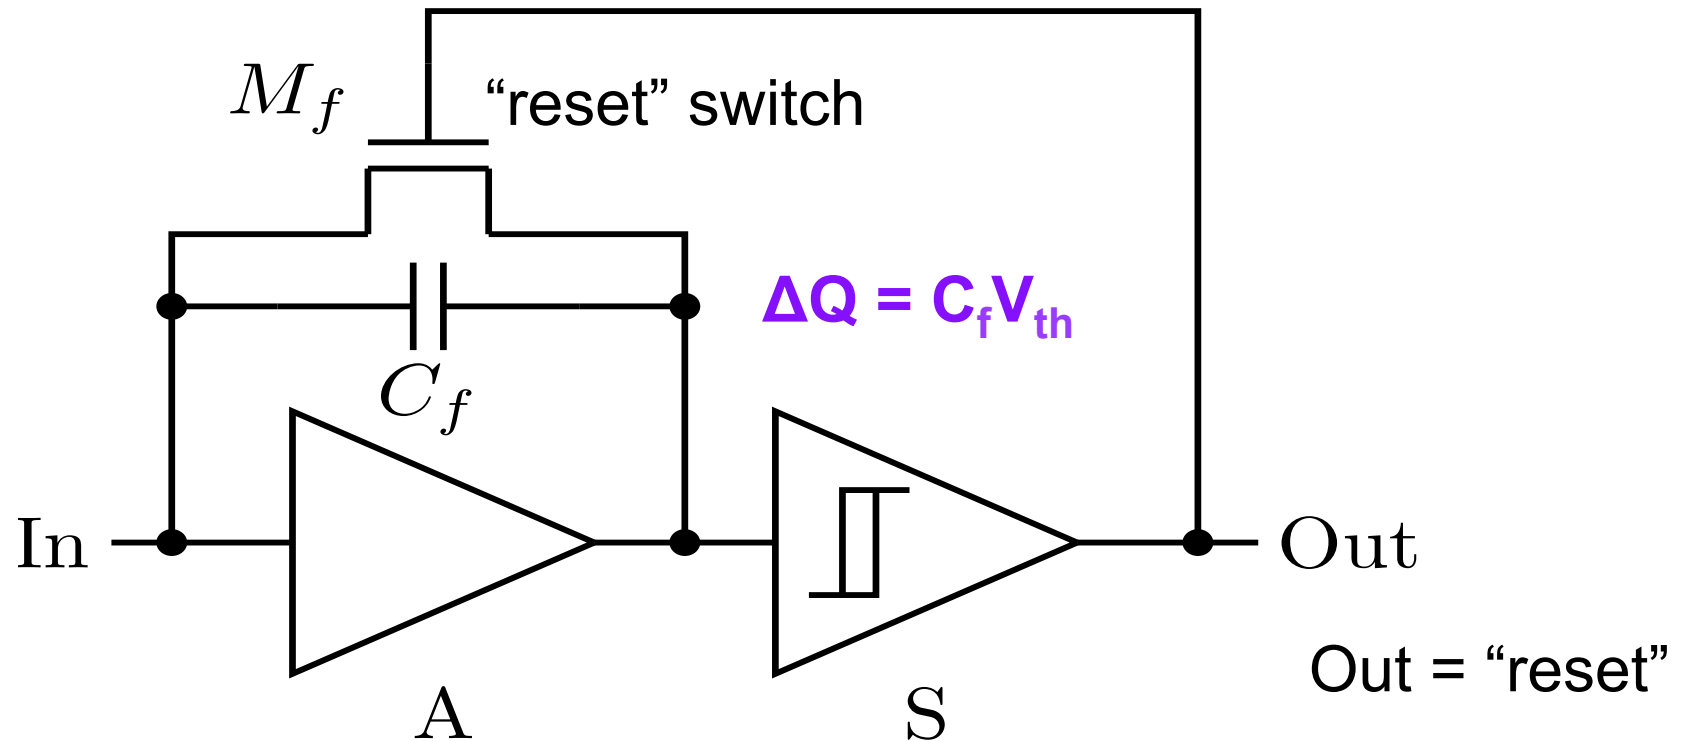 M_f
“reset” switch
ΔQ = C_fV_th
C_f
In
Out
Out = “reset”
A
S